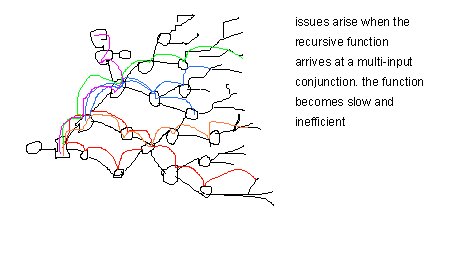 issues arise when the
recursive function
arrives at a multi-input
conjunction. the function
becomes slow and
inefficient